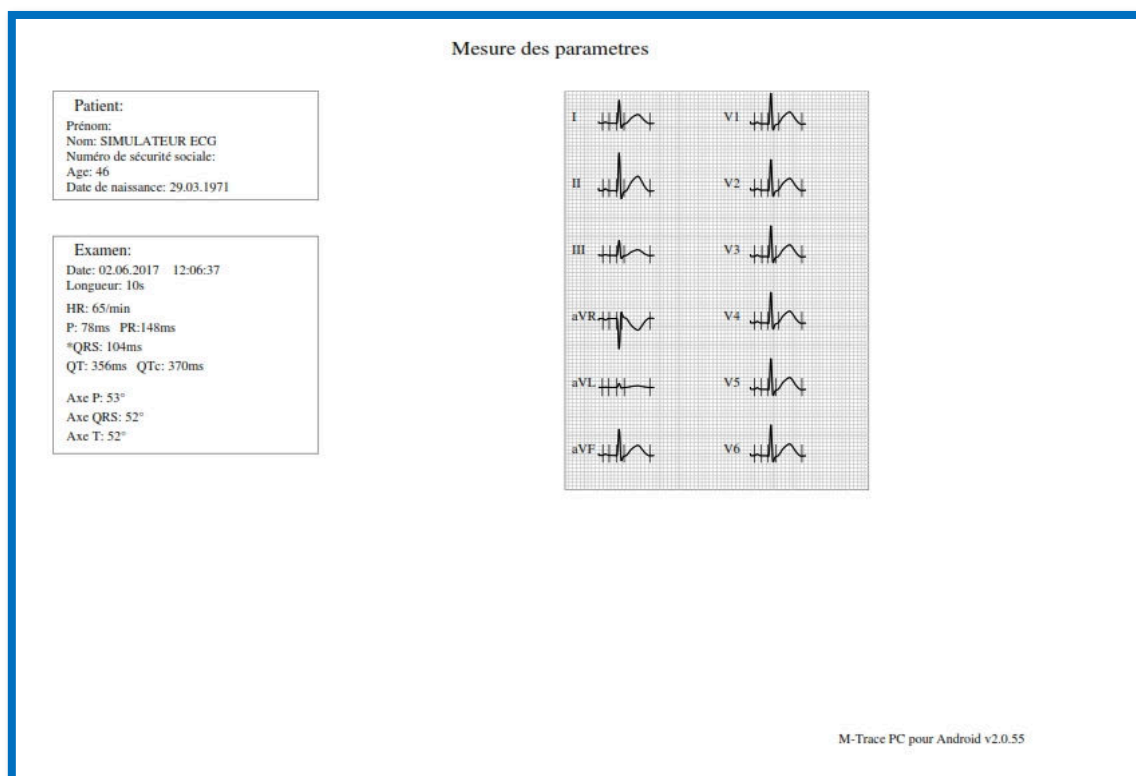 Mesure des parametres
Patient:
Prénom:
Nom: SIMULATEUR ECG
Numéro de sécurité sociale:
Age: 46
Date de naissance: 29.03.1971
Examen:
Date: 02.06.2017 12:06:37
Longueur: 10s
HR: 65/min
P: 78ms PR:148ms
*QRS: 104ms
QT: 356ms QTc: 370ms
Axe P: 53°
Axe QRS: 52°
Axe T: 52°
I V1
II V2
III V3
aVR V4
aVL V5
aVF V6
M-Trace PC pour Android v2.0.55